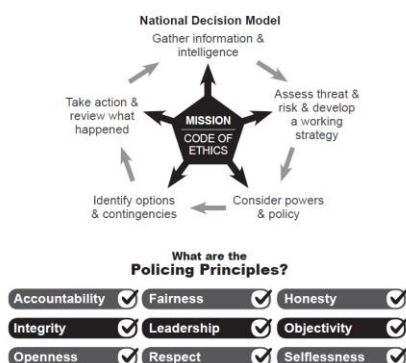 National Decision Model
Gather information &
intelligence
Assess threat &
risk & develop
a working
strategy
Consider powers
& policy
Identify options
& contingencies
Take action &
review what
happened
MISSION
CODE OF
ETHICS
What are the
Policing Principles?
Accountability Fairness Honesty
Integrity Leadership Objectivity
Openness Respect Selflessness